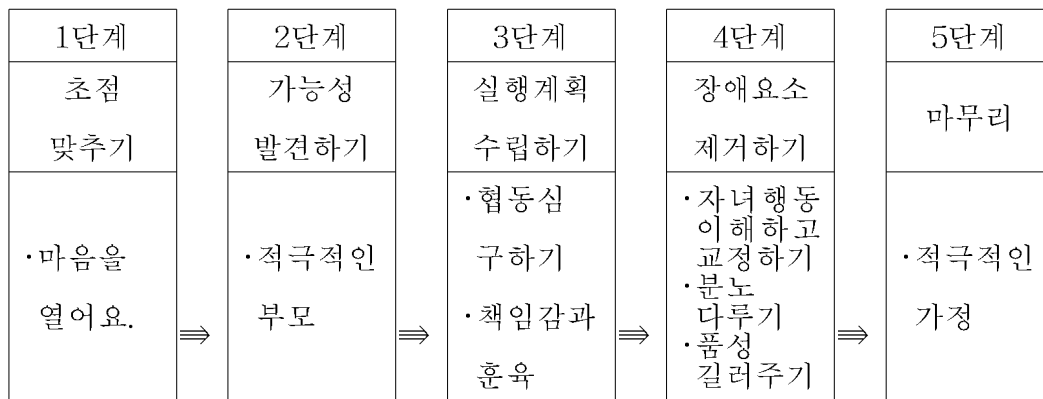 1단계
초점
맞추기
·마음을
열어요.
⇛
2단계
가능성
발견하기
·적극적인
부모
⇛
3단계
실행계획
수립하기
·협동심
구하기
·책임감과
훈육
⇛
4단계
장애요소
제거하기
·자녀행동
이해하고
교정하기
·분노
다루기
·품성
길러주기
⇛
5단계
마무리
·적극적인
가정